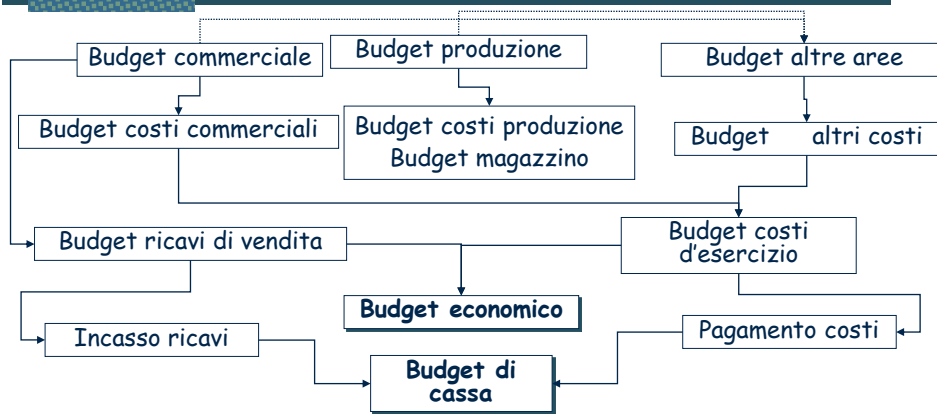 Budget commerciale
Budget produzione
Budget altre aree
Budget costi commerciali
Budget costi produzione
Budget magazzino
Budget altri costi
Budget ricavi di vendita
Budget costi
d'esercizio
Budget economico
Incasso ricavi
Pagamento costi
Budget di
cassa